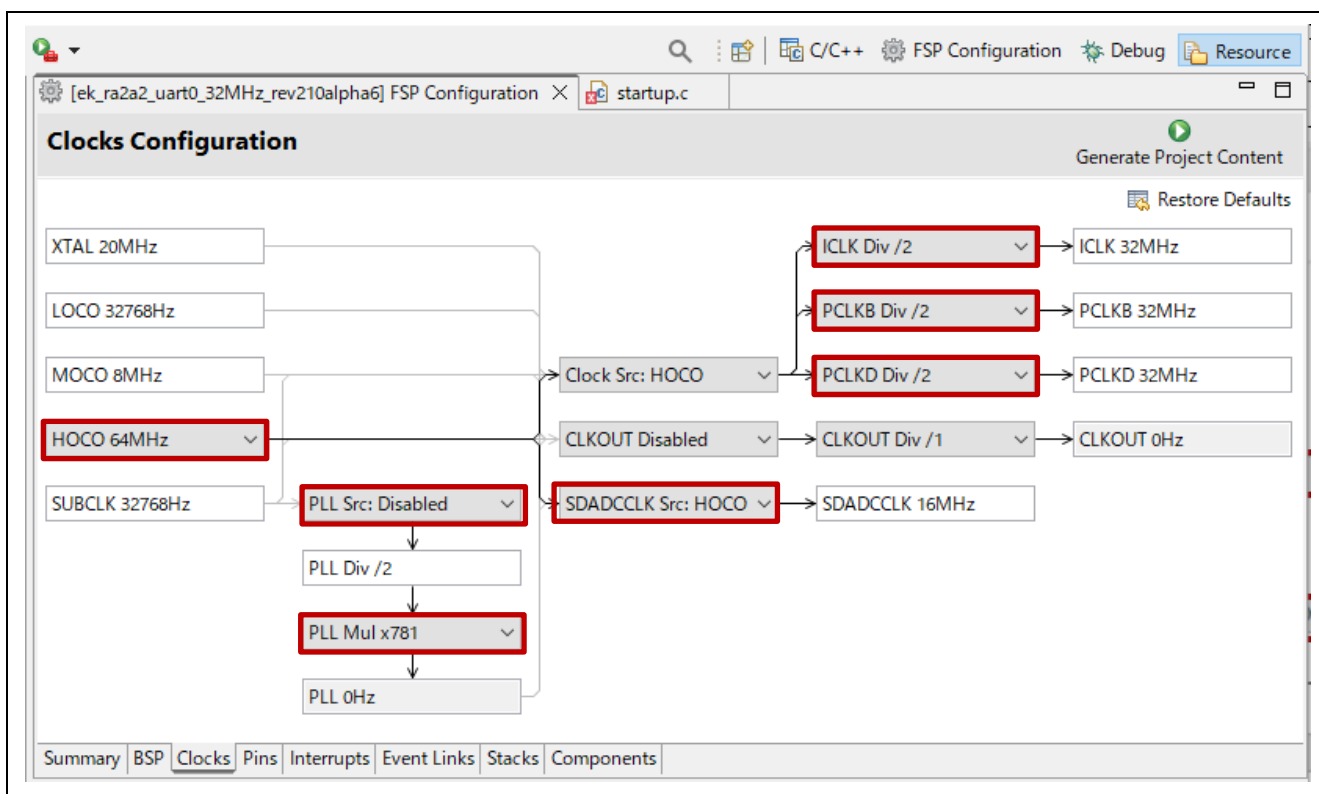 C/C++ FSP Configuration Debug Resource
[ek_ra2a2_uart0_32MHz_rev210alpha6] FSP Configuration startup.c
Clocks Configuration
Generate Project Content
Restore Defaults
XTAL 20MHz ICLK Div /2 ICLK 32MHz
LOCO 32768Hz PCLKB Div /2 PCLKB 32MHz
MOCO 8MHz Clock Src: HOCO PCLKD Div /2 PCLKD 32MHz
HOCO 64MHz CLKOUT Disabled CLKOUT Div /1 CLKOUT 0Hz
SUBCLK 32768Hz PLL Src: Disabled SDADCCLK Src: HOCO SDADCCLK 16MHz
PLL Div /2
PLL Mul x781
PLL 0Hz
Summary BSP Clocks Pins Interrupts Event Links Stacks Components